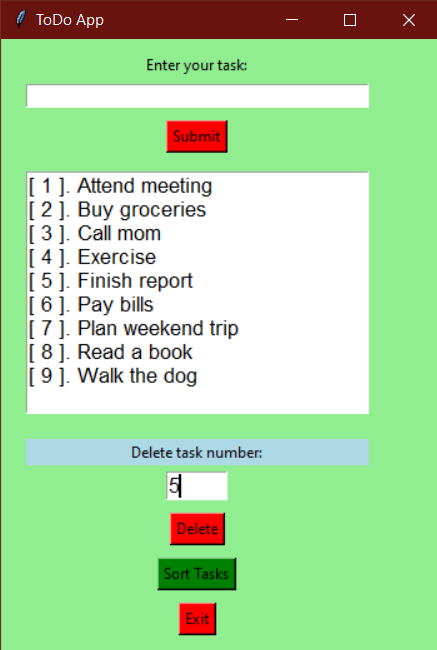 ToDo App
Enter your task:
Submit
[ 1 ]. Attend meeting
[ 2 ]. Buy groceries
[ 3 ]. Call mom
[ 4 ]. Exercise
[ 5 ]. Finish report
[ 6 ]. Pay bills
[ 7 ]. Plan weekend trip
[ 8 ]. Read a book
[ 9 ]. Walk the dog
Delete task number:
5
Delete
Sort Tasks
Exit